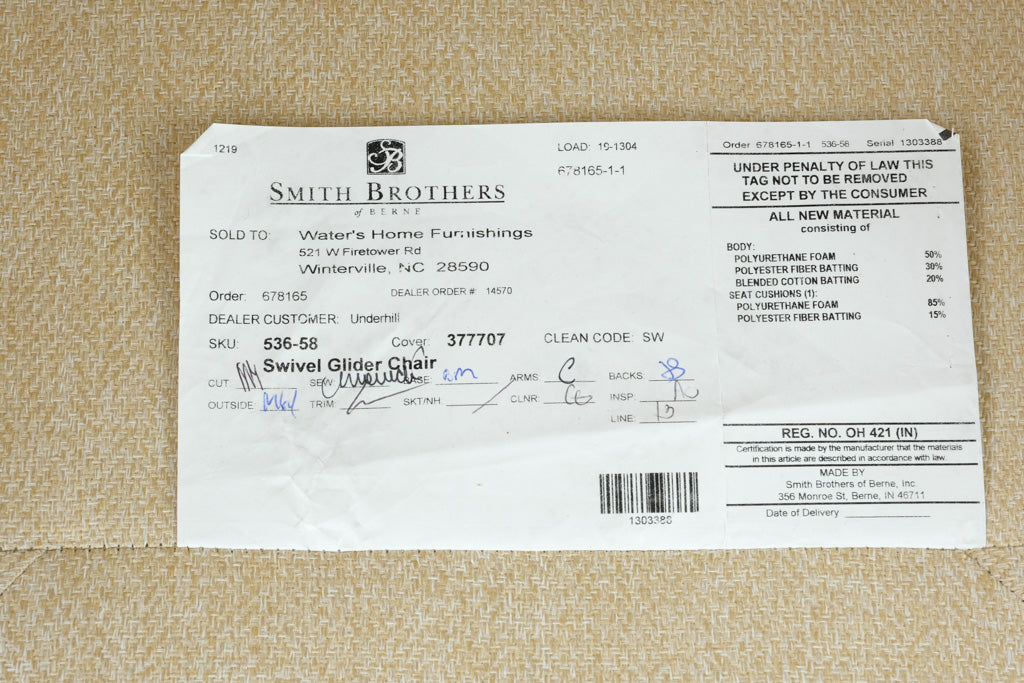 1219
SB
SMITH BROTHERS
of BERNE
LOAD: 19-1304
678165-1-1
SOLD TO: Water's Home Furnishings
521 W Firetower Rd
Winterville, NC 28590
Order: 678165 DEALER ORDER #: 14570
DEALER CUSTOMER: Underhill
SKU: 536-58 Cover: 377707 CLEAN CODE: SW
Swivel Glider Chair
CUT: SEW: BASE: ARMS: C BACKS:
OUTSIDE TRIM: SKT/NH CLNR: INSP:
LINE: 13
1303388
Order 678165-1-1 536-58 Serial 1303388
UNDER PENALTY OF LAW THIS
TAG NOT TO BE REMOVED
EXCEPT BY THE CONSUMER
ALL NEW MATERIAL
consisting of
BODY:
POLYURETHANE FOAM 50%
POLYESTER FIBER BATTING 30%
BLENDED COTTON BATTING 20%
SEAT CUSHIONS (1):
POLYURETHANE FOAM 85%
POLYESTER FIBER BATTING 15%
REG. NO. OH 421 (IN)
Certification is made by the manufacturer that the materials
in this article are described in accordance with law.
MADE BY
Smith Brothers of Berne, Inc.
356 Monroe St, Berne, IN 46711
Date of Delivery